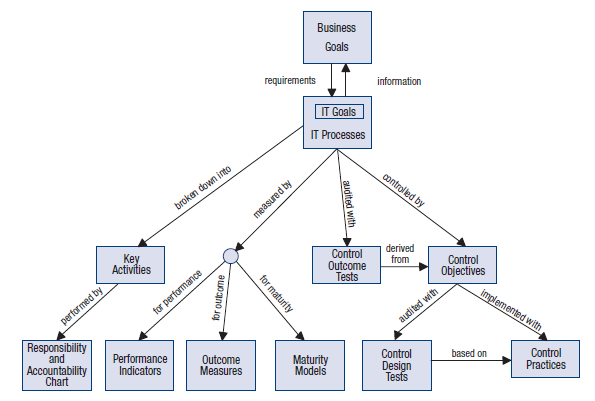 Business
Goals
requirements
information
IT Goals
IT Processes
broken down into
measured by
audited with
controlled by
Key
Activities
Control
Outcome
Tests
derived
from
Control
Objectives
performed by
for performance
for outcome
for maturity
audited with
implemented with
Responsibility
and
Accountability
Chart
Performance
Indicators
Outcome
Measures
Maturity
Models
Control
Design
Tests
based on
Control
Practices